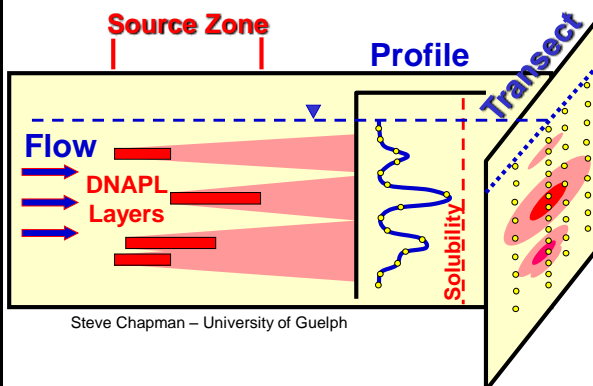 Source Zone
Profile
Transect
Flow
DNAPL
Layers
Solubility
Steve Chapman – University of Guelph